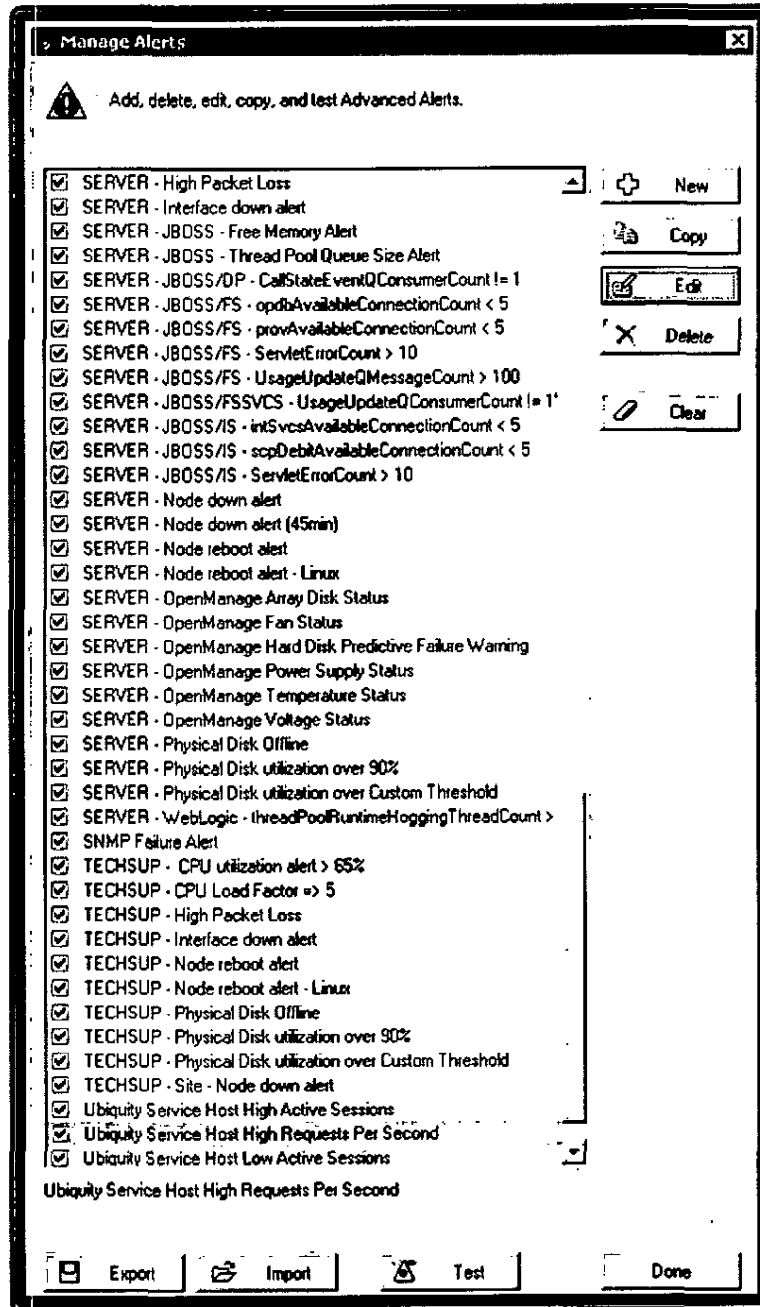 Manage Alerts
Add, delete, edit, copy, and test Advanced Alerts.
SERVER - High Packet Loss
SERVER - Interface down alert
SERVER - JBOSS - Free Memory Alert
SERVER - JBOSS - Thread Pool Queue Size Alert
SERVER - JBOSS/DP - CallStateEventQConsumerCount != 1
SERVER - JBOSS/FS - opdbAvailableConnectionCount < 5
SERVER - JBOSS/FS - provAvailableConnectionCount < 5
SERVER - JBOSS/FS - ServletErrorCount > 10
SERVER - JBOSS/FS - UsageUpdateQMessageCount > 100
SERVER - JBOSS/FSSVCS - UsageUpdateQConsumerCount != 1'
SERVER - JBOSS/IS - intSvcsAvailableConnectionCount < 5
SERVER - JBOSS/IS - scpDebitAvailableConnectionCount < 5
SERVER - JBOSS/IS - ServletErrorCount > 10
SERVER - Node down alert
SERVER - Node down alert (45min)
SERVER - Node reboot alert
SERVER - Node reboot alert - Linux
SERVER - OpenManage Array Disk Status
SERVER - OpenManage Fan Status
SERVER - OpenManage Hard Disk Predictive Failure Warning
SERVER - OpenManage Power Supply Status
SERVER - OpenManage Temperature Status
SERVER - OpenManage Voltage Status
SERVER - Physical Disk Offline
SERVER - Physical Disk utilization over 90%
SERVER - Physical Disk utilization over Custom Threshold
SERVER - WebLogic - threadPoolRuntimeHoggingThreadCount >
SNMP Failure Alert
TECHSUP - CPU utilization alert > 65%
TECHSUP - CPU Load Factor => 5
TECHSUP - High Packet Loss
TECHSUP - Interface down alert
TECHSUP - Node reboot alert
TECHSUP - Node reboot alert - Linux
TECHSUP - Physical Disk Offline
TECHSUP - Physical Disk utilization over 90%
TECHSUP - Physical Disk utilization over Custom Threshold
TECHSUP - Site - Node down alert
Ubiquity Service Host High Active Sessions
Ubiquity Service Host High Requests Per Second
Ubiquity Service Host Low Active Sessions
New
Copy
Edit
Delete
Clear
Ubiquity Service Host High Requests Per Second
Export
Import
Test
Done